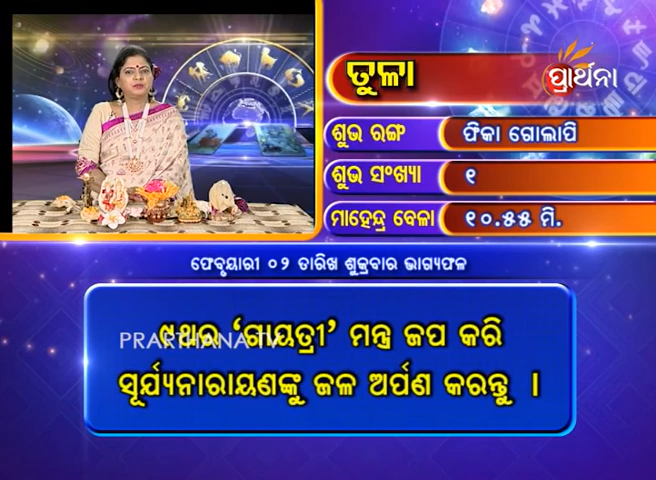 ତୁଳା
ପ୍ରାର୍ଥନା
ଶୁଭ ରଙ୍ଗ ଫିକା ଗୋଲାପି
ଶୁଭ ସଂଖ୍ୟା ୧
ମାହେନ୍ଦ୍ର ବେଳା ୧୦.୫୫ ମି.
ଫେବୃୟାରୀ ୦୨ ତାରିଖ ଶୁକ୍ରବାର ଭାଗ୍ୟଫଳ
୯ଥର ‘ଗାୟତ୍ରୀ’ ମନ୍ତ୍ର ଜପ କରି
PRARTHANA TV
ସୂର୍ଯ୍ୟନାରାୟଣଙ୍କୁ ଜଳ ଅର୍ପଣ କରନ୍ତୁ ।